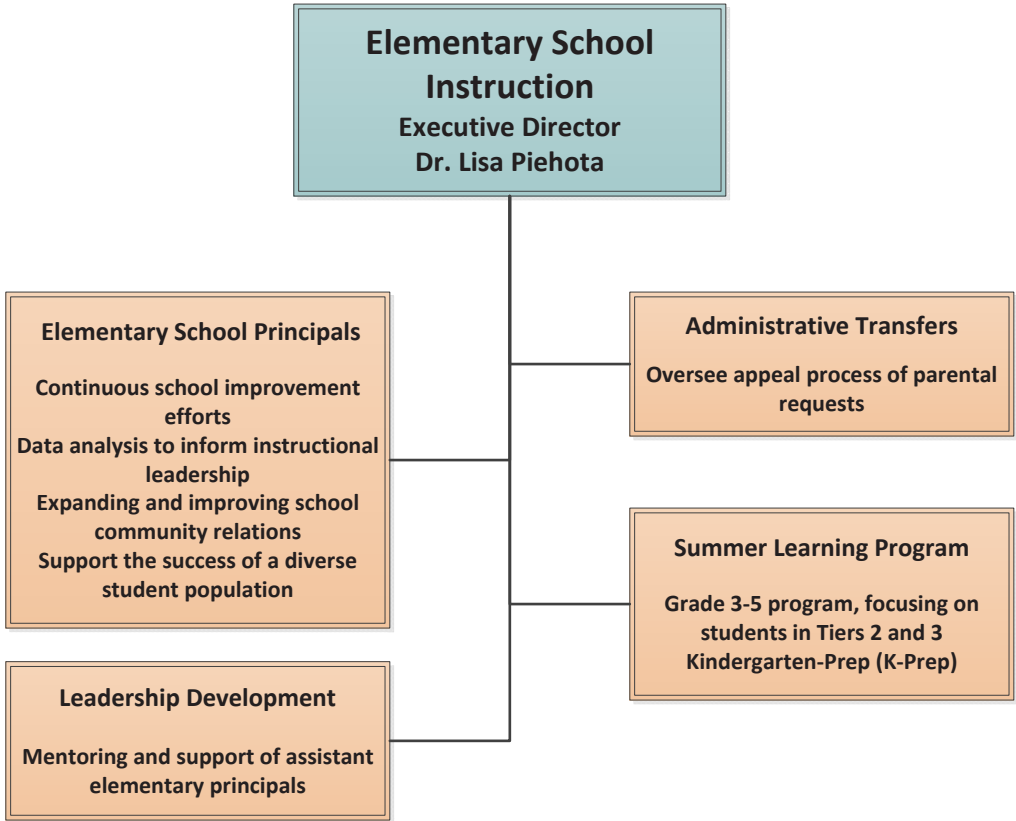 Elementary School
Instruction
Executive Director
Dr. Lisa Piehota
Elementary School Principals
Continuous school improvement
efforts
Data analysis to inform instructional
leadership
Expanding and improving school
community relations
Support the success of a diverse
student population
Administrative Transfers
Oversee appeal process of parental
requests
Summer Learning Program
Grade 3-5 program, focusing on
students in Tiers 2 and 3
Kindergarten-Prep (K-Prep)
Leadership Development
Mentoring and support of assistant
elementary principals